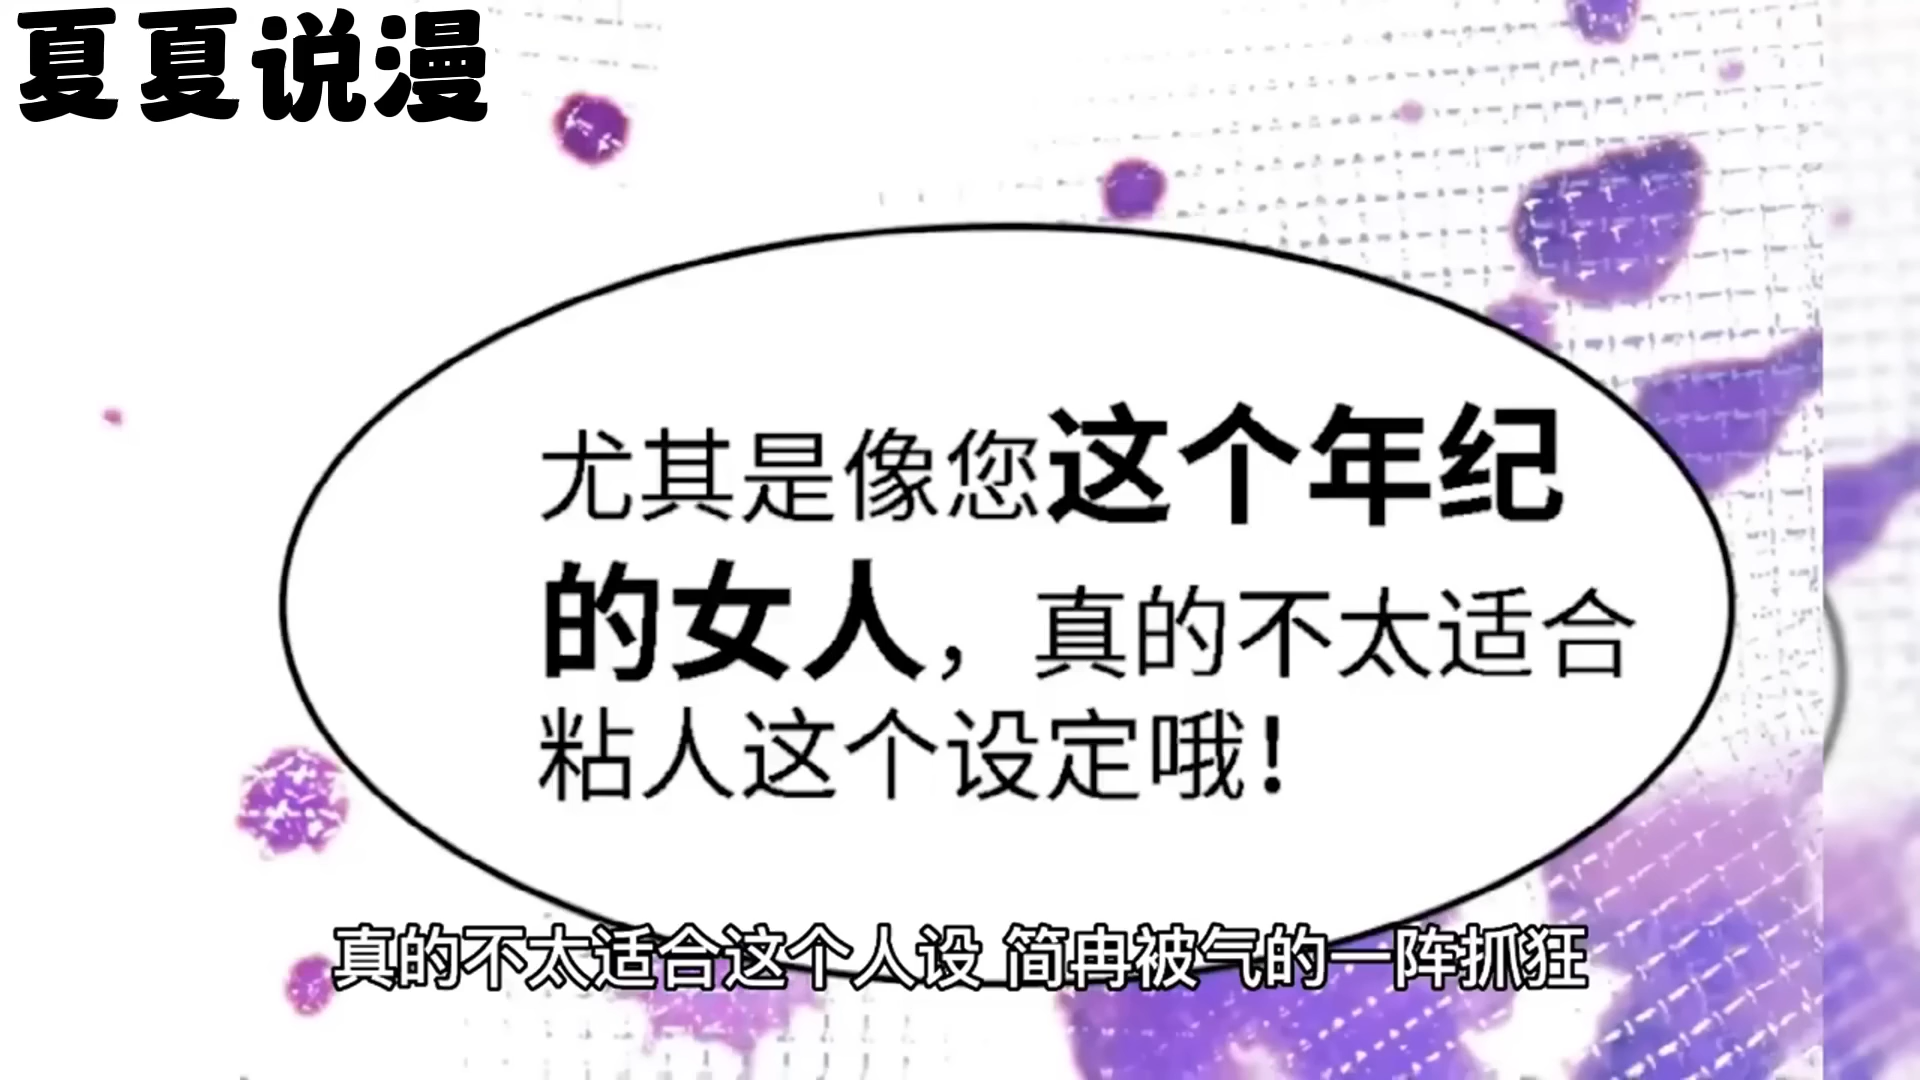 夏夏说漫
尤其是像您这个年纪
的女人，真的不太适合
粘人这个设定哦！
真的不太适合这个人设 简冉被气的一阵抓狂